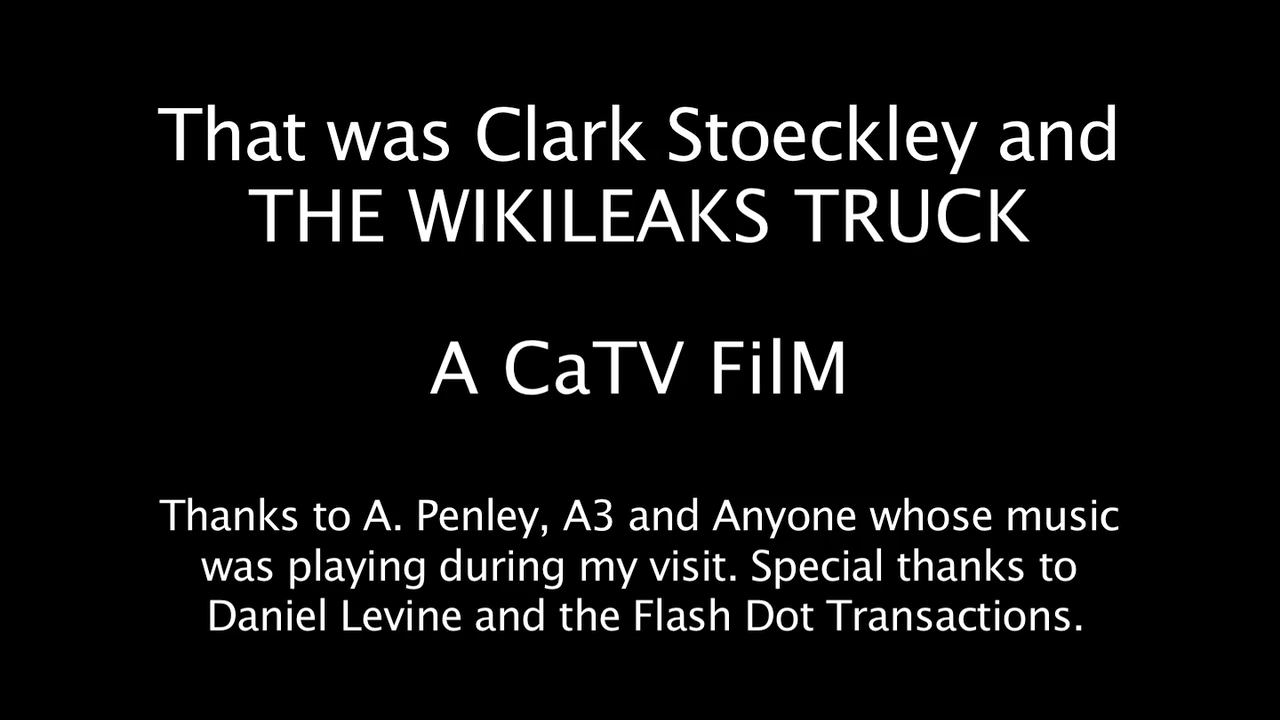 That was Clark Stoeckley and
THE WIKILEAKS TRUCK
A CaTV FilM
Thanks to A. Penley, A3 and Anyone whose music
was playing during my visit. Special thanks to
Daniel Levine and the Flash Dot Transactions.